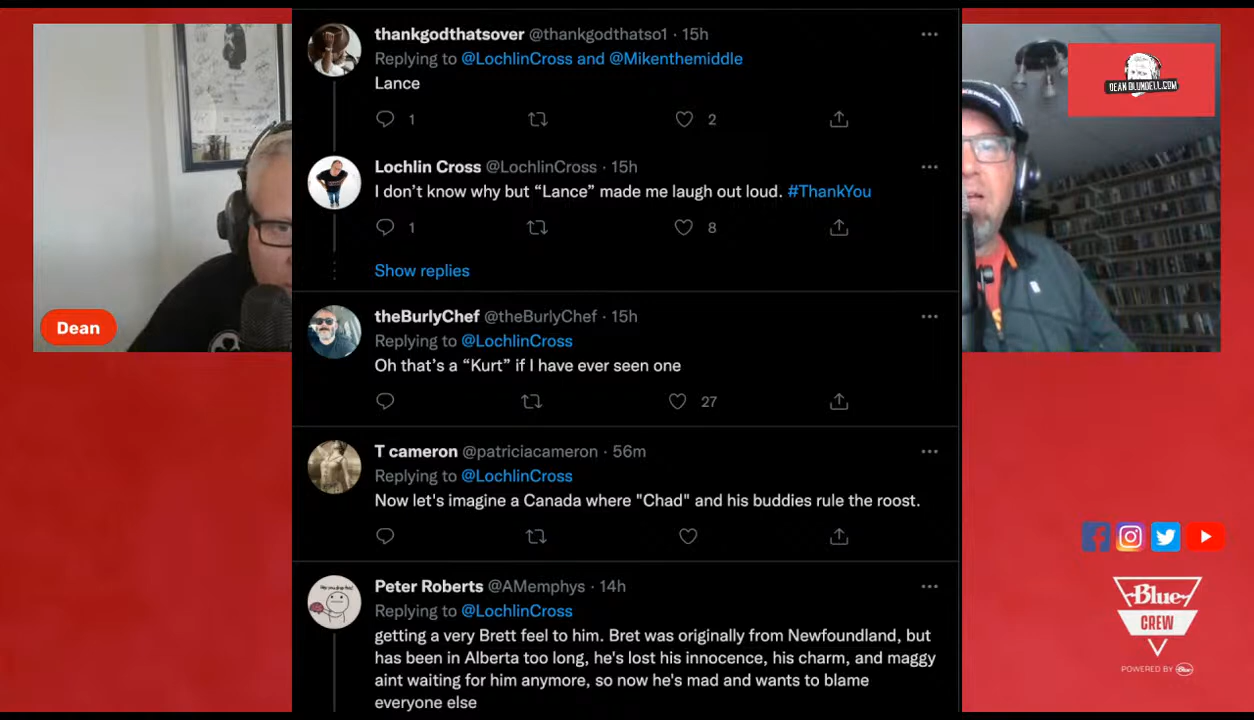 thankgodthatsover @thankgodthatso1 · 15h
Replying to @LochlinCross and @Mikenthemiddle
Lance
1
2
Lochlin Cross @LochlinCross · 15h
I don't know why but “Lance” made me laugh out loud. #ThankYou
1
8
Show replies
theBurlyChef @theBurlyChef · 15h
Replying to @LochlinCross
Oh that's a “Kurt” if I have ever seen one
27
T cameron @patriciacameron · 56m
Replying to @LochlinCross
Now let's imagine a Canada where "Chad" and his buddies rule the roost.
Peter Roberts @AMemphys · 14h
Replying to @LochlinCross
getting a very Brett feel to him. Bret was originally from Newfoundland, but
has been in Alberta too long, he's lost his innocence, his charm, and maggy
aint waiting for him anymore, so now he's mad and wants to blame
everyone else
Dean
DEAN BLUNDELL.COM
Blue
CREW
POWERED BY Blue